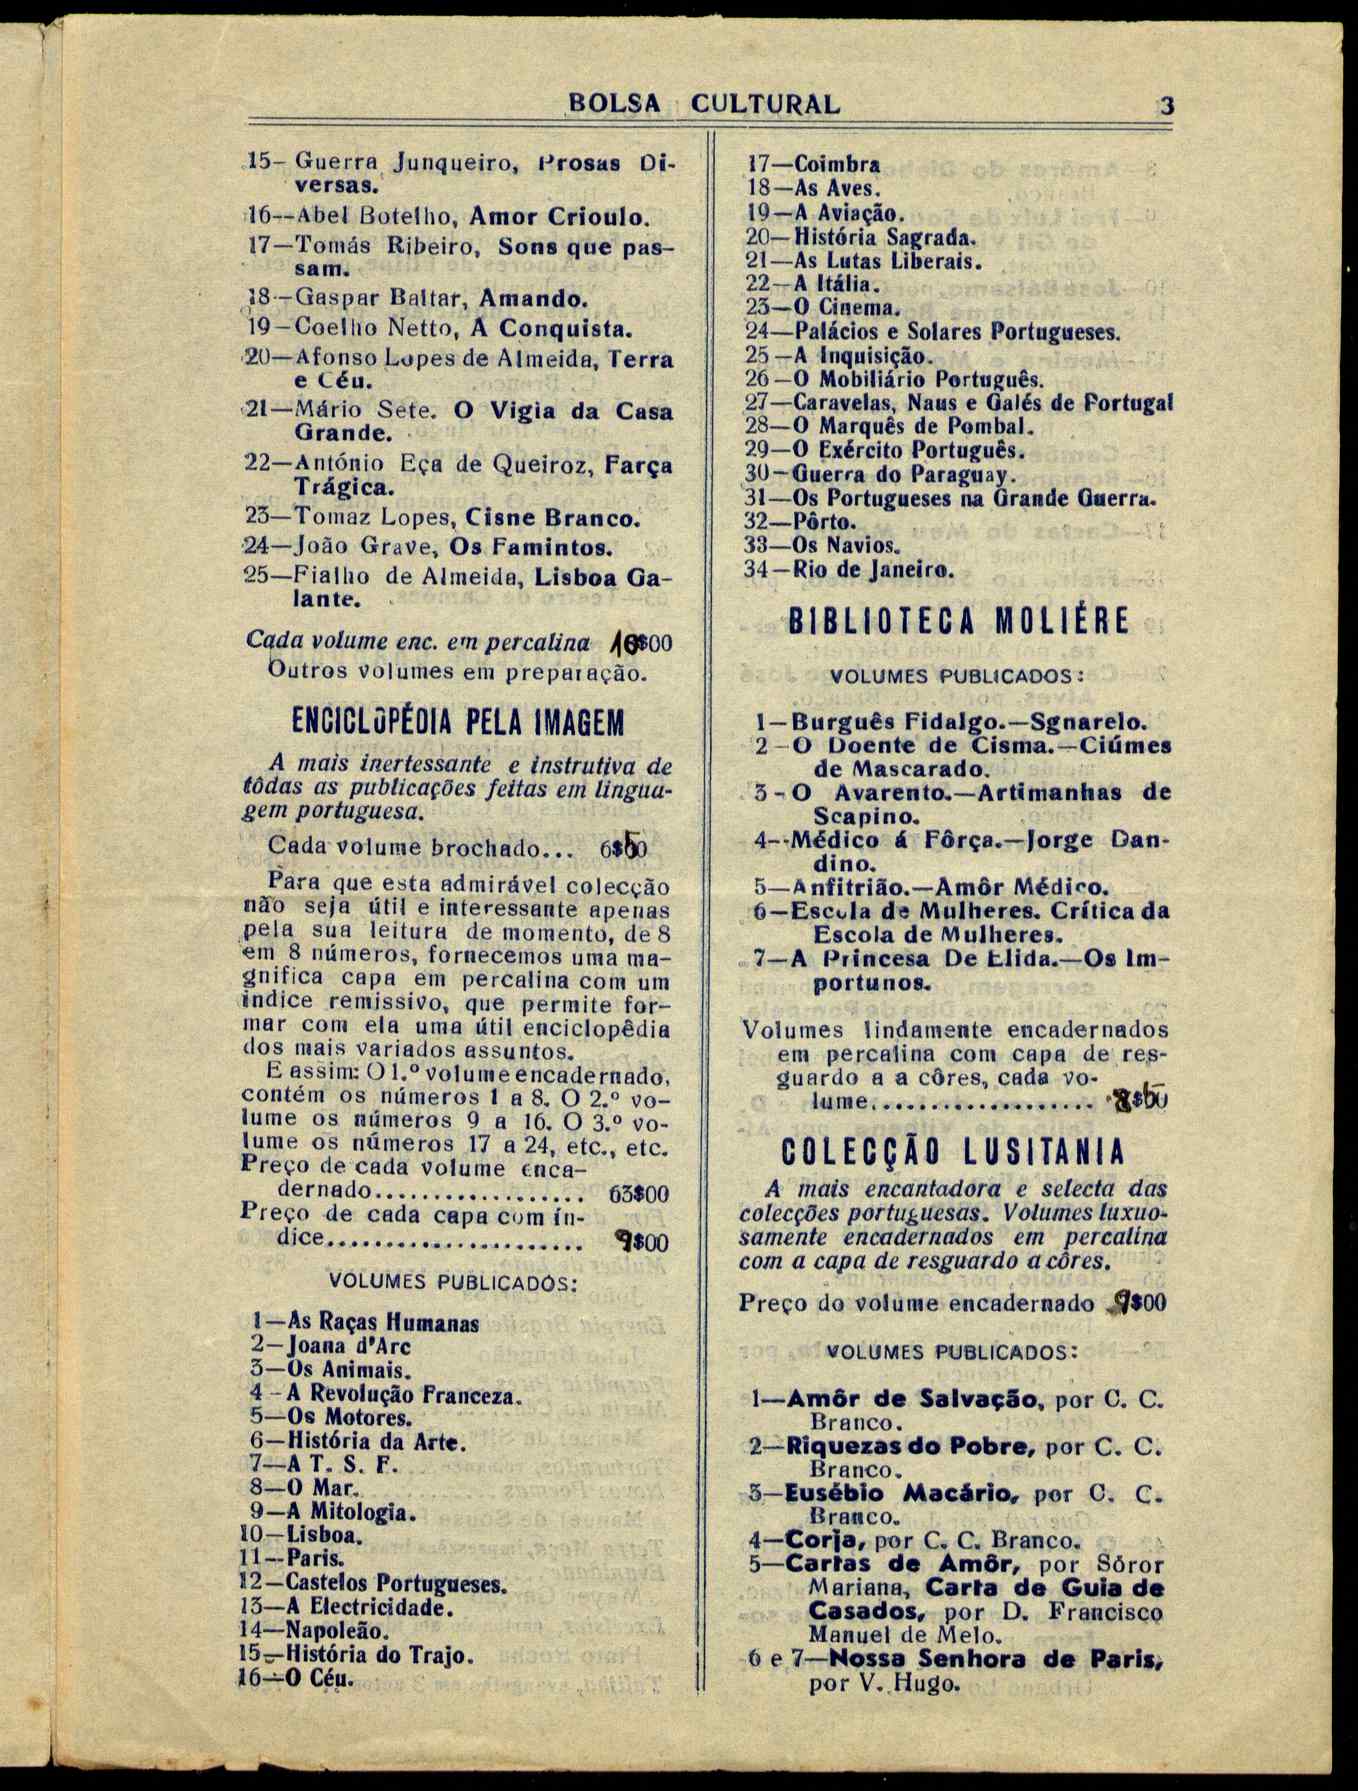 BOLSA CULTURAL 3
15—Guerra Junqueiro, Prosas Di-
versas.
16—Abel Botelho, Amor Crioulo.
17—Tomás Ribeiro, Sons que pas-
sam.
18—Gaspar Baltar, Amando.
19—Coelho Netto, A Conquista.
20—Afonso Lopes de Almeida, Terra
e Céu.
21—Mário Sete. O Vigia da Casa
Grande.
22—António Eça de Queiroz, Farça
Trágica.
23—Tomaz Lopes, Cisne Branco.
24—João Grave, Os Famintos.
25—Fialho de Almeida, Lisboa Ga-
lante.
Cada volume enc. em percalina 10$00
Outros volumes em preparação.
ENCICLOPÉDIA PELA IMAGEM
A mais inertessante e instrutiva de
tôdas as publicações feitas em lingua-
gem portuguesa.
Cada volume brochado... 6$50
Para que esta admirável colecção
não seja útil e interessante apenas
pela sua leitura de momento, de 8
em 8 números, fornecemos uma ma-
gnifica capa em percalina com um
indice remissivo, que permite for-
mar com ela uma útil enciclopêdia
dos mais variados assuntos.
E assim: O 1.º volume encadernado,
contém os números 1 a 8. O 2.º vo-
lume os números 9 a 16. O 3.º vo-
lume os números 17 a 24, etc., etc.
Preço de cada volume enca-
dernado.................. 63$00
Preço de cada capa com ín-
dice...................... 9$00
VOLUMES PUBLICADOS:
1—As Raças Humanas
2—Joana d'Arc
3—Os Animais.
4—A Revolução Franceza.
5—Os Motores.
6—História da Arte.
7—A T. S. F.
8—O Mar.
9—A Mitologia.
10—Lisboa.
11—Paris.
12—Castelos Portugueses.
13—A Electricidade.
14—Napoleão.
15—História do Trajo.
16—O Céu.
17—Coimbra
18—As Aves.
19—A Aviação.
20—História Sagrada.
21—As Lutas Liberais.
22—A Itália.
23—O Cinema.
24—Palácios e Solares Portugueses.
25—A Inquisição.
26—O Mobiliário Português.
27—Caravelas, Naus e Galés de Portugal
28—O Marquês de Pombal.
29—O Exército Português.
30—Guerra do Paraguay.
31—Os Portugueses na Grande Guerra.
32—Pôrto.
33—Os Navios.
34—Rio de Janeiro.
BIBLIOTECA MOLIÉRE
VOLUMES PUBLICADOS:
1—Burguês Fidalgo.—Sgnarelo.
2—O Doente de Cisma.—Ciúmes
de Mascarado.
3-O Avarento.—Artimanhas de
Scapino.
4--Médico á Fôrça.—Jorge Dan-
dino.
5—Anfitrião.—Amôr Médico.
6—Escola de Mulheres. Crítica da
Escola de Mulheres.
7—A Princesa De Elida.—Os Im-
portunos.
Volumes lindamente encadernados
em percalina com capa de res-
guardo a a côres, cada vo-
lume................... 8$50
COLECÇÃO LUSITANIA
A mais encantadora e selecta das
colecções portuguesas. Volumes luxuo-
samente encadernados em percalina
com a capa de resguardo a côres.
Preço do volume encadernado 9$00
VOLUMES PUBLICADOS:
1—Amôr de Salvação, por C. C.
Branco.
2—Riquezas do Pobre, por C. C.
Branco.
3—Eusébio Macário, por C. C.
Branco.
4—Corja, por C. C. Branco.
5—Cartas de Amôr, por Sóror
Mariana, Carta de Guia de
Casados, por D. Francisco
Manuel de Melo.
6 e 7—Nossa Senhora de Paris,
por V. Hugo.